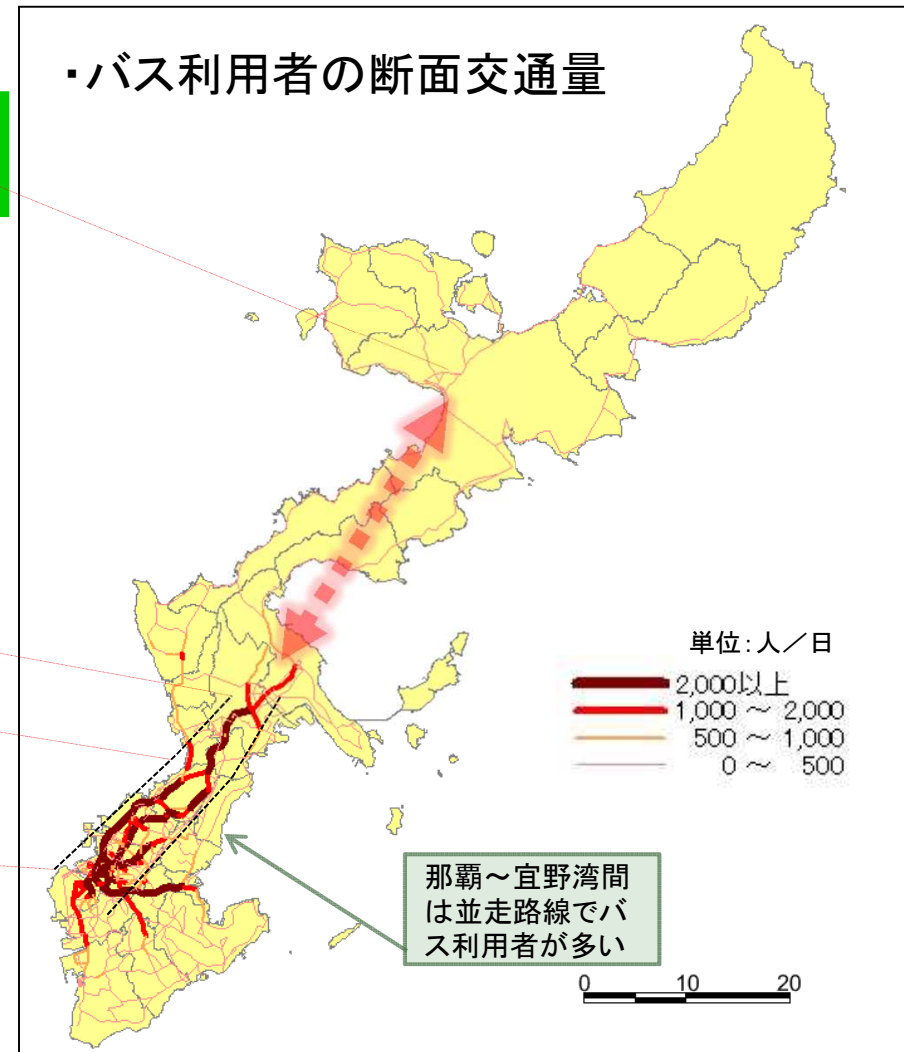 ・バス利用者の断面交通量
単位：人／日
2,000以上
1,000 ～ 2,000
500 ～ 1,000
0 ～ 500
那覇～宜野湾間
は並走路線でバ
ス利用者が多い
0 10 20